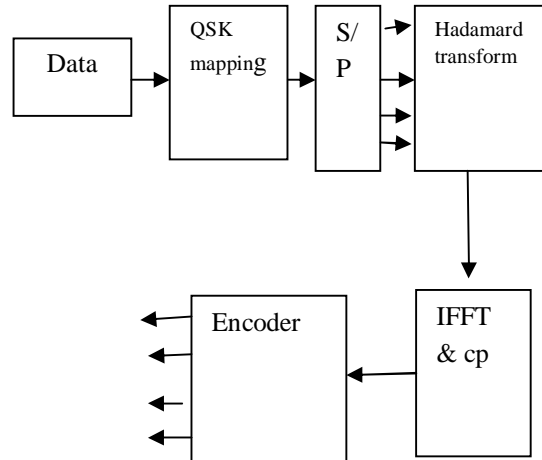 Data
QSK
mapping
S/
P
Hadamard
transform
IFFT
& cp
Encoder